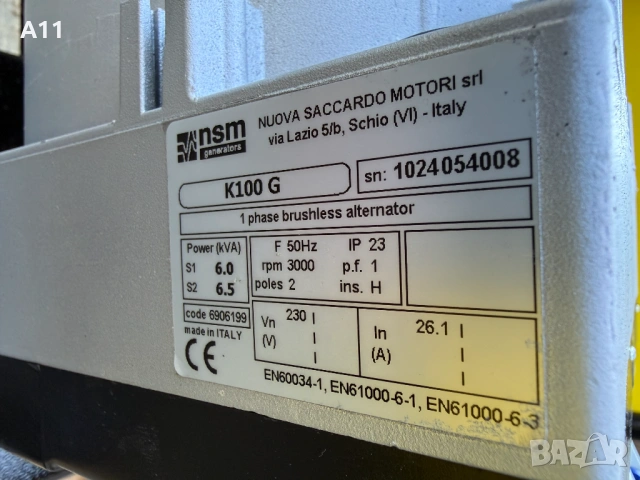 A11
nsm
generators
NUOVA SACCARDO MOTORI srl
via Lazio 5/b, Schio (VI) - Italy
K100 G
sn: 1024054008
1 phase brushless alternator
Power (kVA)
S1 6.0
S2 6.5
F 50Hz IP 23
rpm 3000 p.f. 1
poles 2 ins. H
code 6906199
made in ITALY
CE
Vn (V) 230
In (A) 26.1
EN60034-1, EN61000-6-1, EN61000-6-3
BAZAR